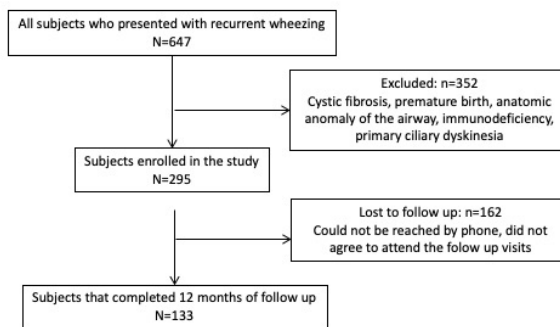 All subjects who presented with recurrent wheezing
N=647
Excluded: n=352
Cystic fibrosis, premature birth, anatomic
anomaly of the airway, immunodeficiency,
primary ciliary dyskinesia
Subjects enrolled in the study
N=295
Lost to follow up: n=162
Could not be reached by phone, did not
agree to attend the folow up visits
Subjects that completed 12 months of follow up
N=133